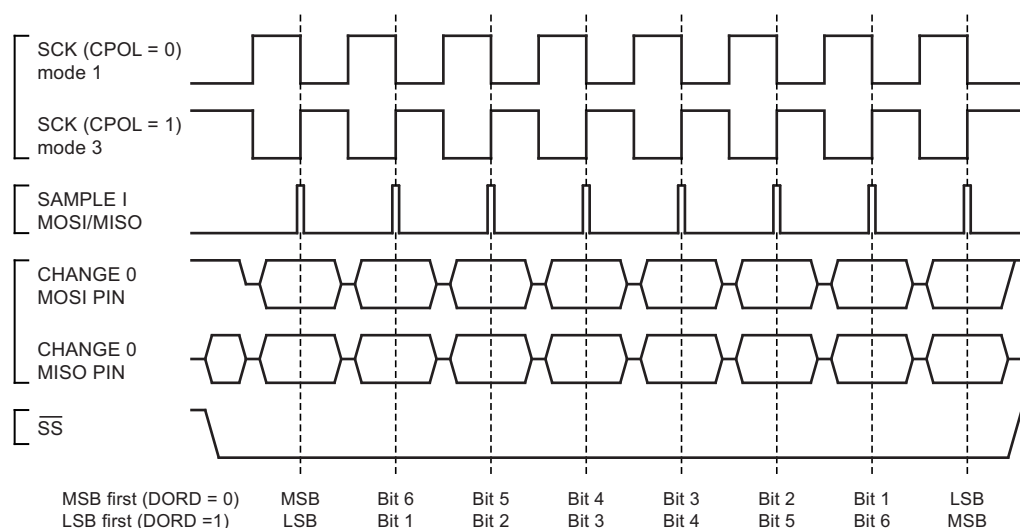 SCK (CPOL = 0)
mode 1
SCK (CPOL = 1)
mode 3
SAMPLE I
MOSI/MISO
CHANGE 0
MOSI PIN
CHANGE 0
MISO PIN
SS
MSB first (DORD = 0) MSB Bit 6 Bit 5 Bit 4 Bit 3 Bit 2 Bit 1 LSB
LSB first (DORD =1) LSB Bit 1 Bit 2 Bit 3 Bit 4 Bit 5 Bit 6 MSB